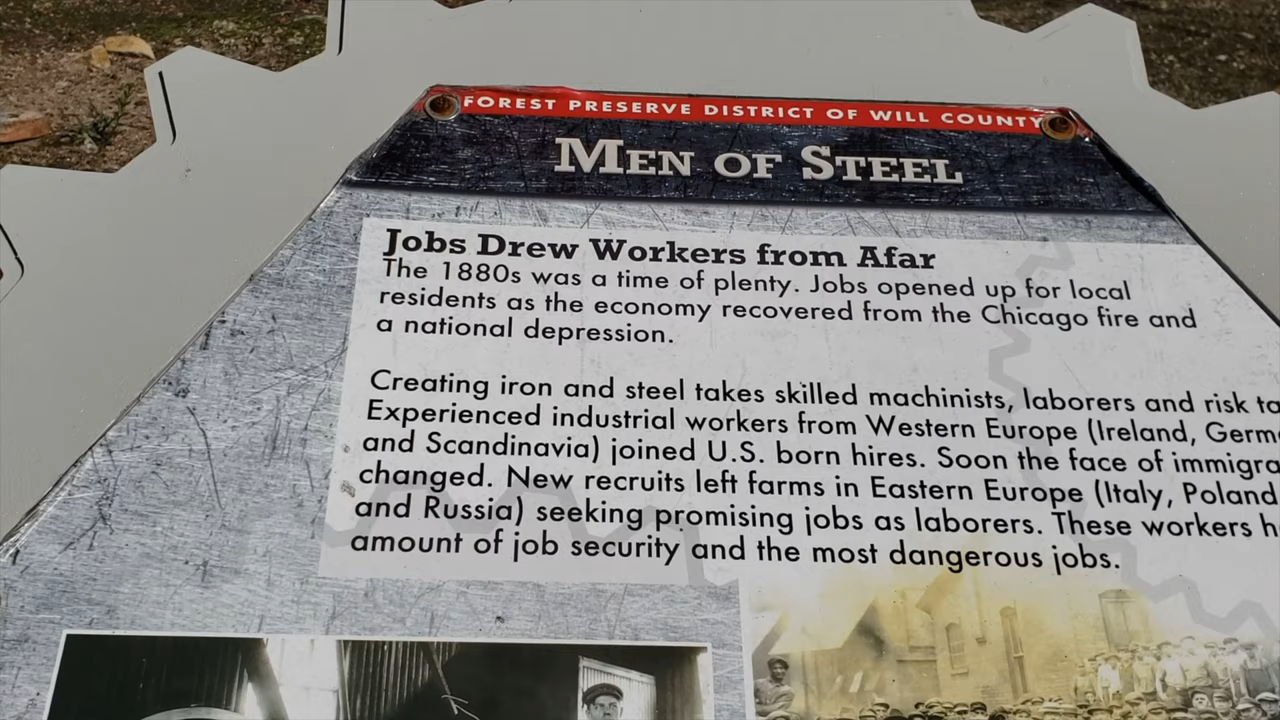 FOREST PRESERVE DISTRICT OF WILL COUNTY
MEN OF STEEL
Jobs Drew Workers from Afar
The 1880s was a time of plenty. Jobs opened up for local
residents as the economy recovered from the Chicago fire and
a national depression.
Creating iron and steel takes skilled machinists, laborers and risk
Experienced industrial workers from Western Europe (Ireland,
and Scandinavia) joined U.S. born hires. Soon the face of
changed. New recruits left farms in Eastern Europe (Italy, Poland
and Russia) seeking promising jobs as laborers. These workers
amount of job security and the most dangerous jobs.